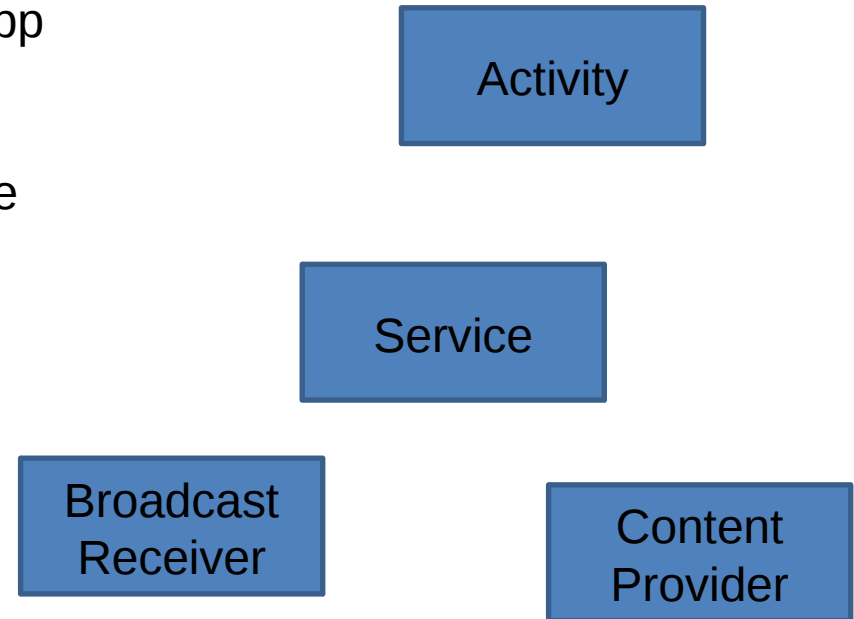 Activity
Service
Broadcast
Receiver
Content
Provider